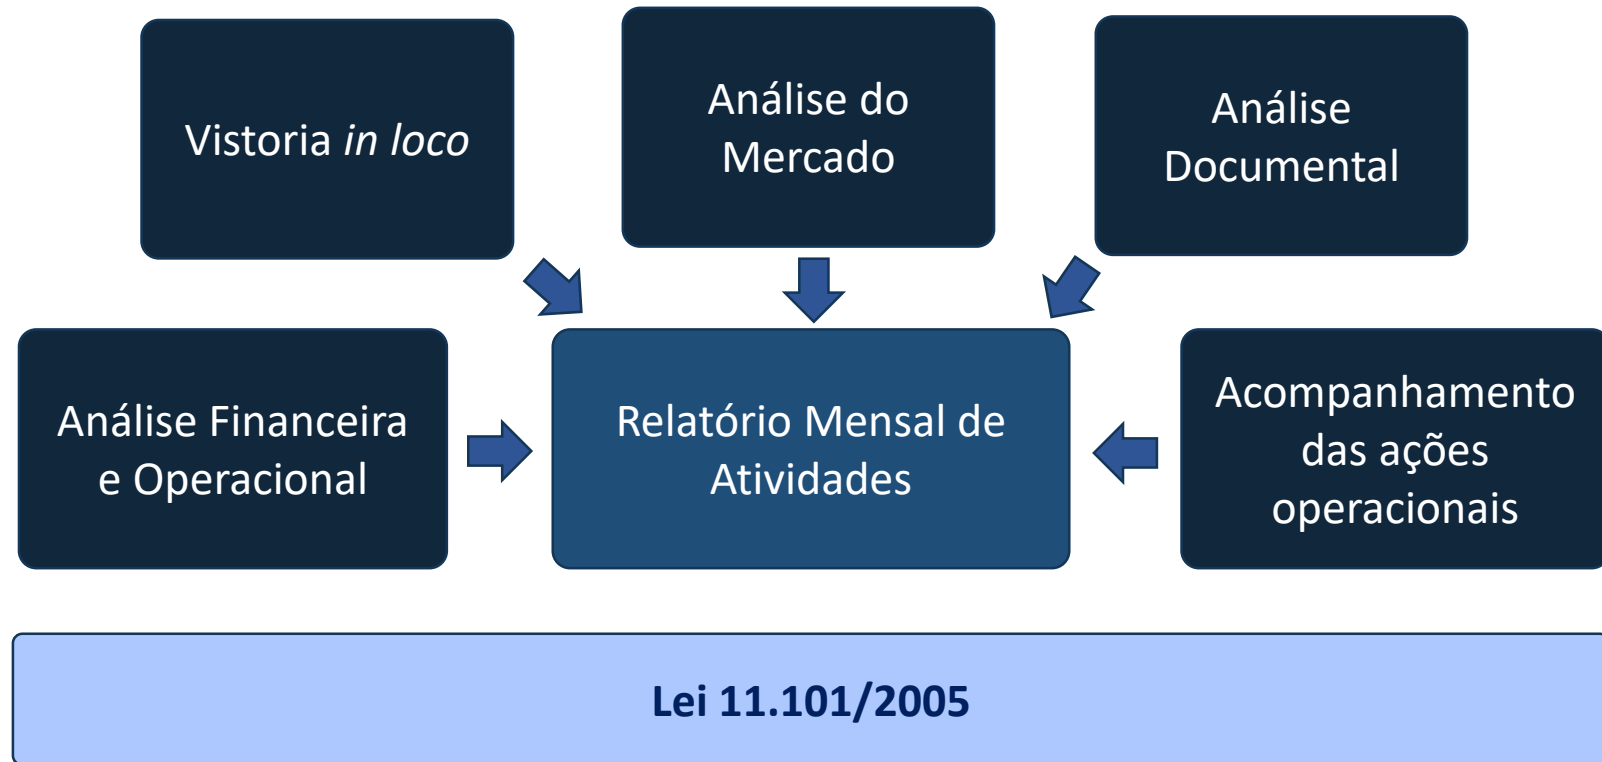 Vistoria in loco
Análise do
Mercado
Análise
Documental
Análise Financeira
e Operacional
Relatório Mensal de
Atividades
Acompanhamento
das ações
operacionais
Lei 11.101/2005